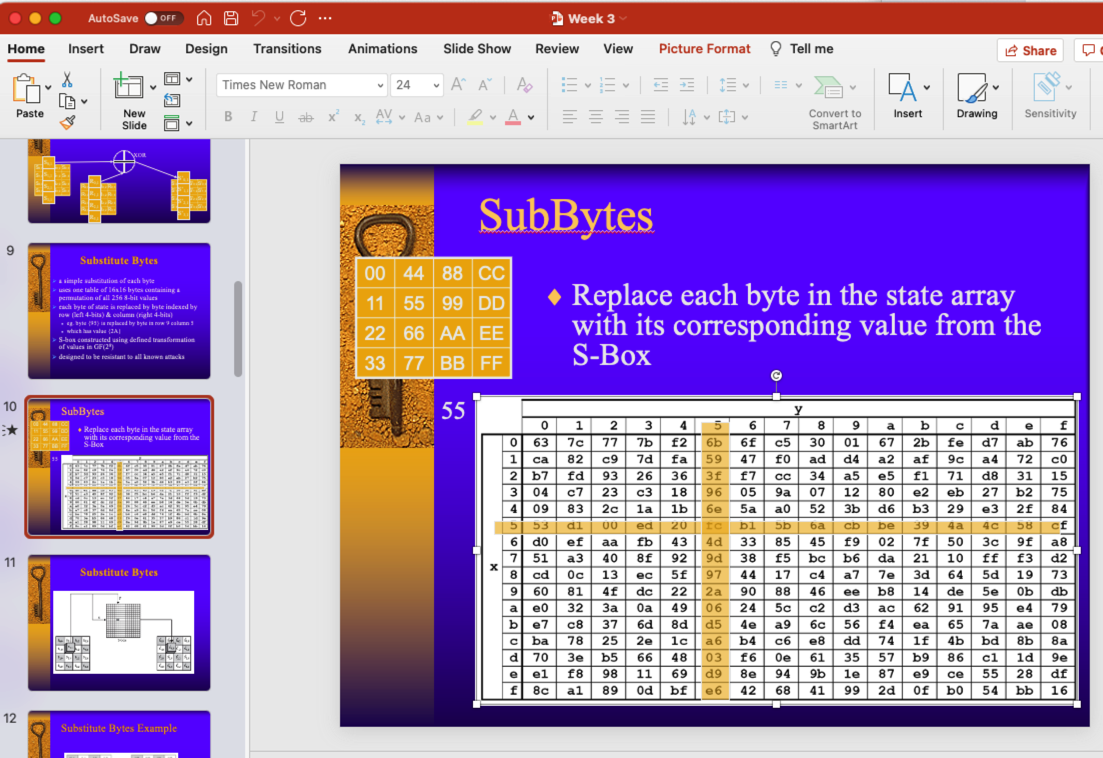 AutoSave OFF
Week 3
Home Insert Draw Design Transitions Animations Slide Show Review View Picture Format Tell me
Share
Paste
New
Slide
Times New Roman 24
Convert to
SmartArt
Insert
Drawing
Sensitivity
XOR
9
Substitute Bytes
a simple substitution of each byte
uses one table of 16x16 bytes containing a
permutation of all 256 8-bit values
each byte of state is replaced by byte indexed by
row (left 4-bits) & column (right 4-bits)
eg. byte {95} is replaced by byte in row 9 column 5
which has value {2A}
S-box constructed using defined transformation
of values in GF(2⁸)
designed to be resistant to all known attacks
10
SubBytes
Replace each byte in the state array
with its corresponding value from the
S-Box
11
Substitute Bytes
12
Substitute Bytes Example
SubBytes
00 44 88 CC
11 55 99 DD
22 66 AA EE
33 77 BB FF
Replace each byte in the state array
with its corresponding value from the
S-Box
55
y
0 1 2 3 4 5 6 7 8 9 a b c d e f
0 63 7c 77 7b f2 6b 6f c5 30 01 67 2b fe d7 ab 76
1 ca 82 c9 7d fa 59 47 f0 ad d4 a2 af 9c a4 72 c0
2 b7 fd 93 26 36 3f f7 cc 34 a5 e5 f1 71 d8 31 15
3 04 c7 23 c3 18 96 05 9a 07 12 80 e2 eb 27 b2 75
4 09 83 2c 1a 1b 6e 5a a0 52 3b d6 b3 29 e3 2f 84
5 53 d1 00 ed 20 fc b1 5b 6a cb be 39 4a 4c 58 cf
6 d0 ef aa fb 43 4d 33 85 45 f9 02 7f 50 3c 9f a8
x
7 51 a3 40 8f 92 9d 38 f5 bc b6 da 21 10 ff f3 d2
8 cd 0c 13 ec 5f 97 44 17 c4 a7 7e 3d 64 5d 19 73
9 60 81 4f dc 22 2a 90 88 46 ee b8 14 de 5e 0b db
a e0 32 3a 0a 49 06 24 5c c2 d3 ac 62 91 95 e4 79
b e7 c8 37 6d 8d d5 4e a9 6c 56 f4 ea 65 7a ae 08
c ba 78 25 2e 1c a6 b4 c6 e8 dd 74 1f 4b bd 8b 8a
d 70 3e b5 66 48 03 f6 0e 61 35 57 b9 86 c1 1d 9e
e e1 f8 98 11 69 d9 8e 94 9b 1e 87 e9 ce 55 28 df
f 8c a1 89 0d bf e6 42 68 41 99 2d 0f b0 54 bb 16